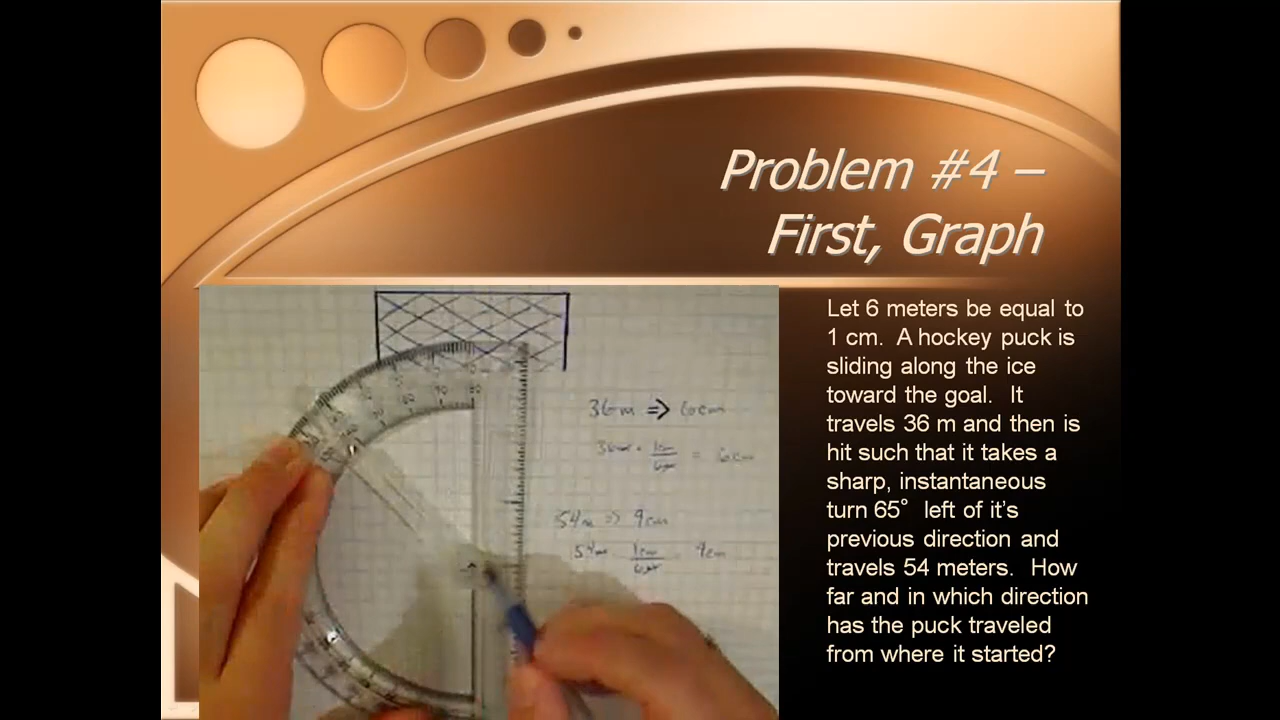 Problem #4 –
First, Graph
Let 6 meters be equal to
1 cm. A hockey puck is
sliding along the ice
toward the goal. It
travels 36 m and then is
hit such that it takes a
sharp, instantaneous
turn 65° left of it's
previous direction and
travels 54 meters. How
far and in which direction
has the puck traveled
from where it started?
36m => 6cm
= 6cm
54m => 9cm
9cm